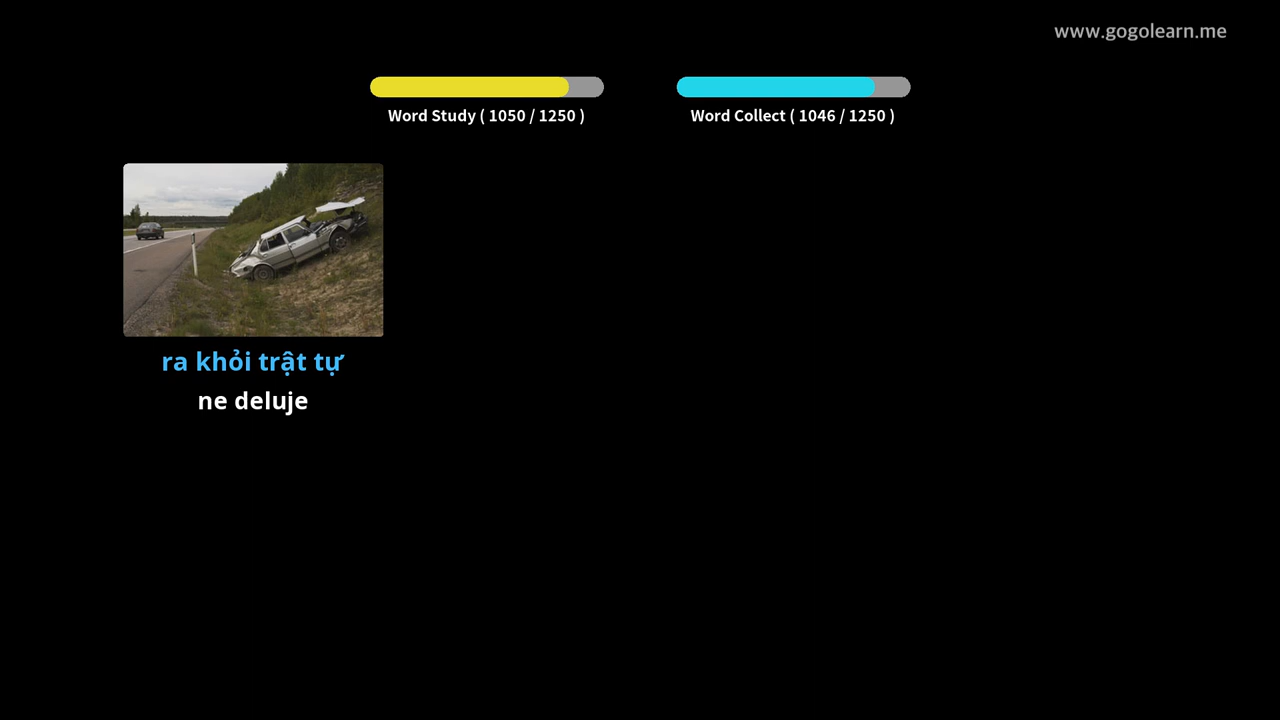 www.gogolearn.me
Word Study ( 1050 / 1250 )
Word Collect ( 1046 / 1250 )
ra khỏi trật tự
ne deluje